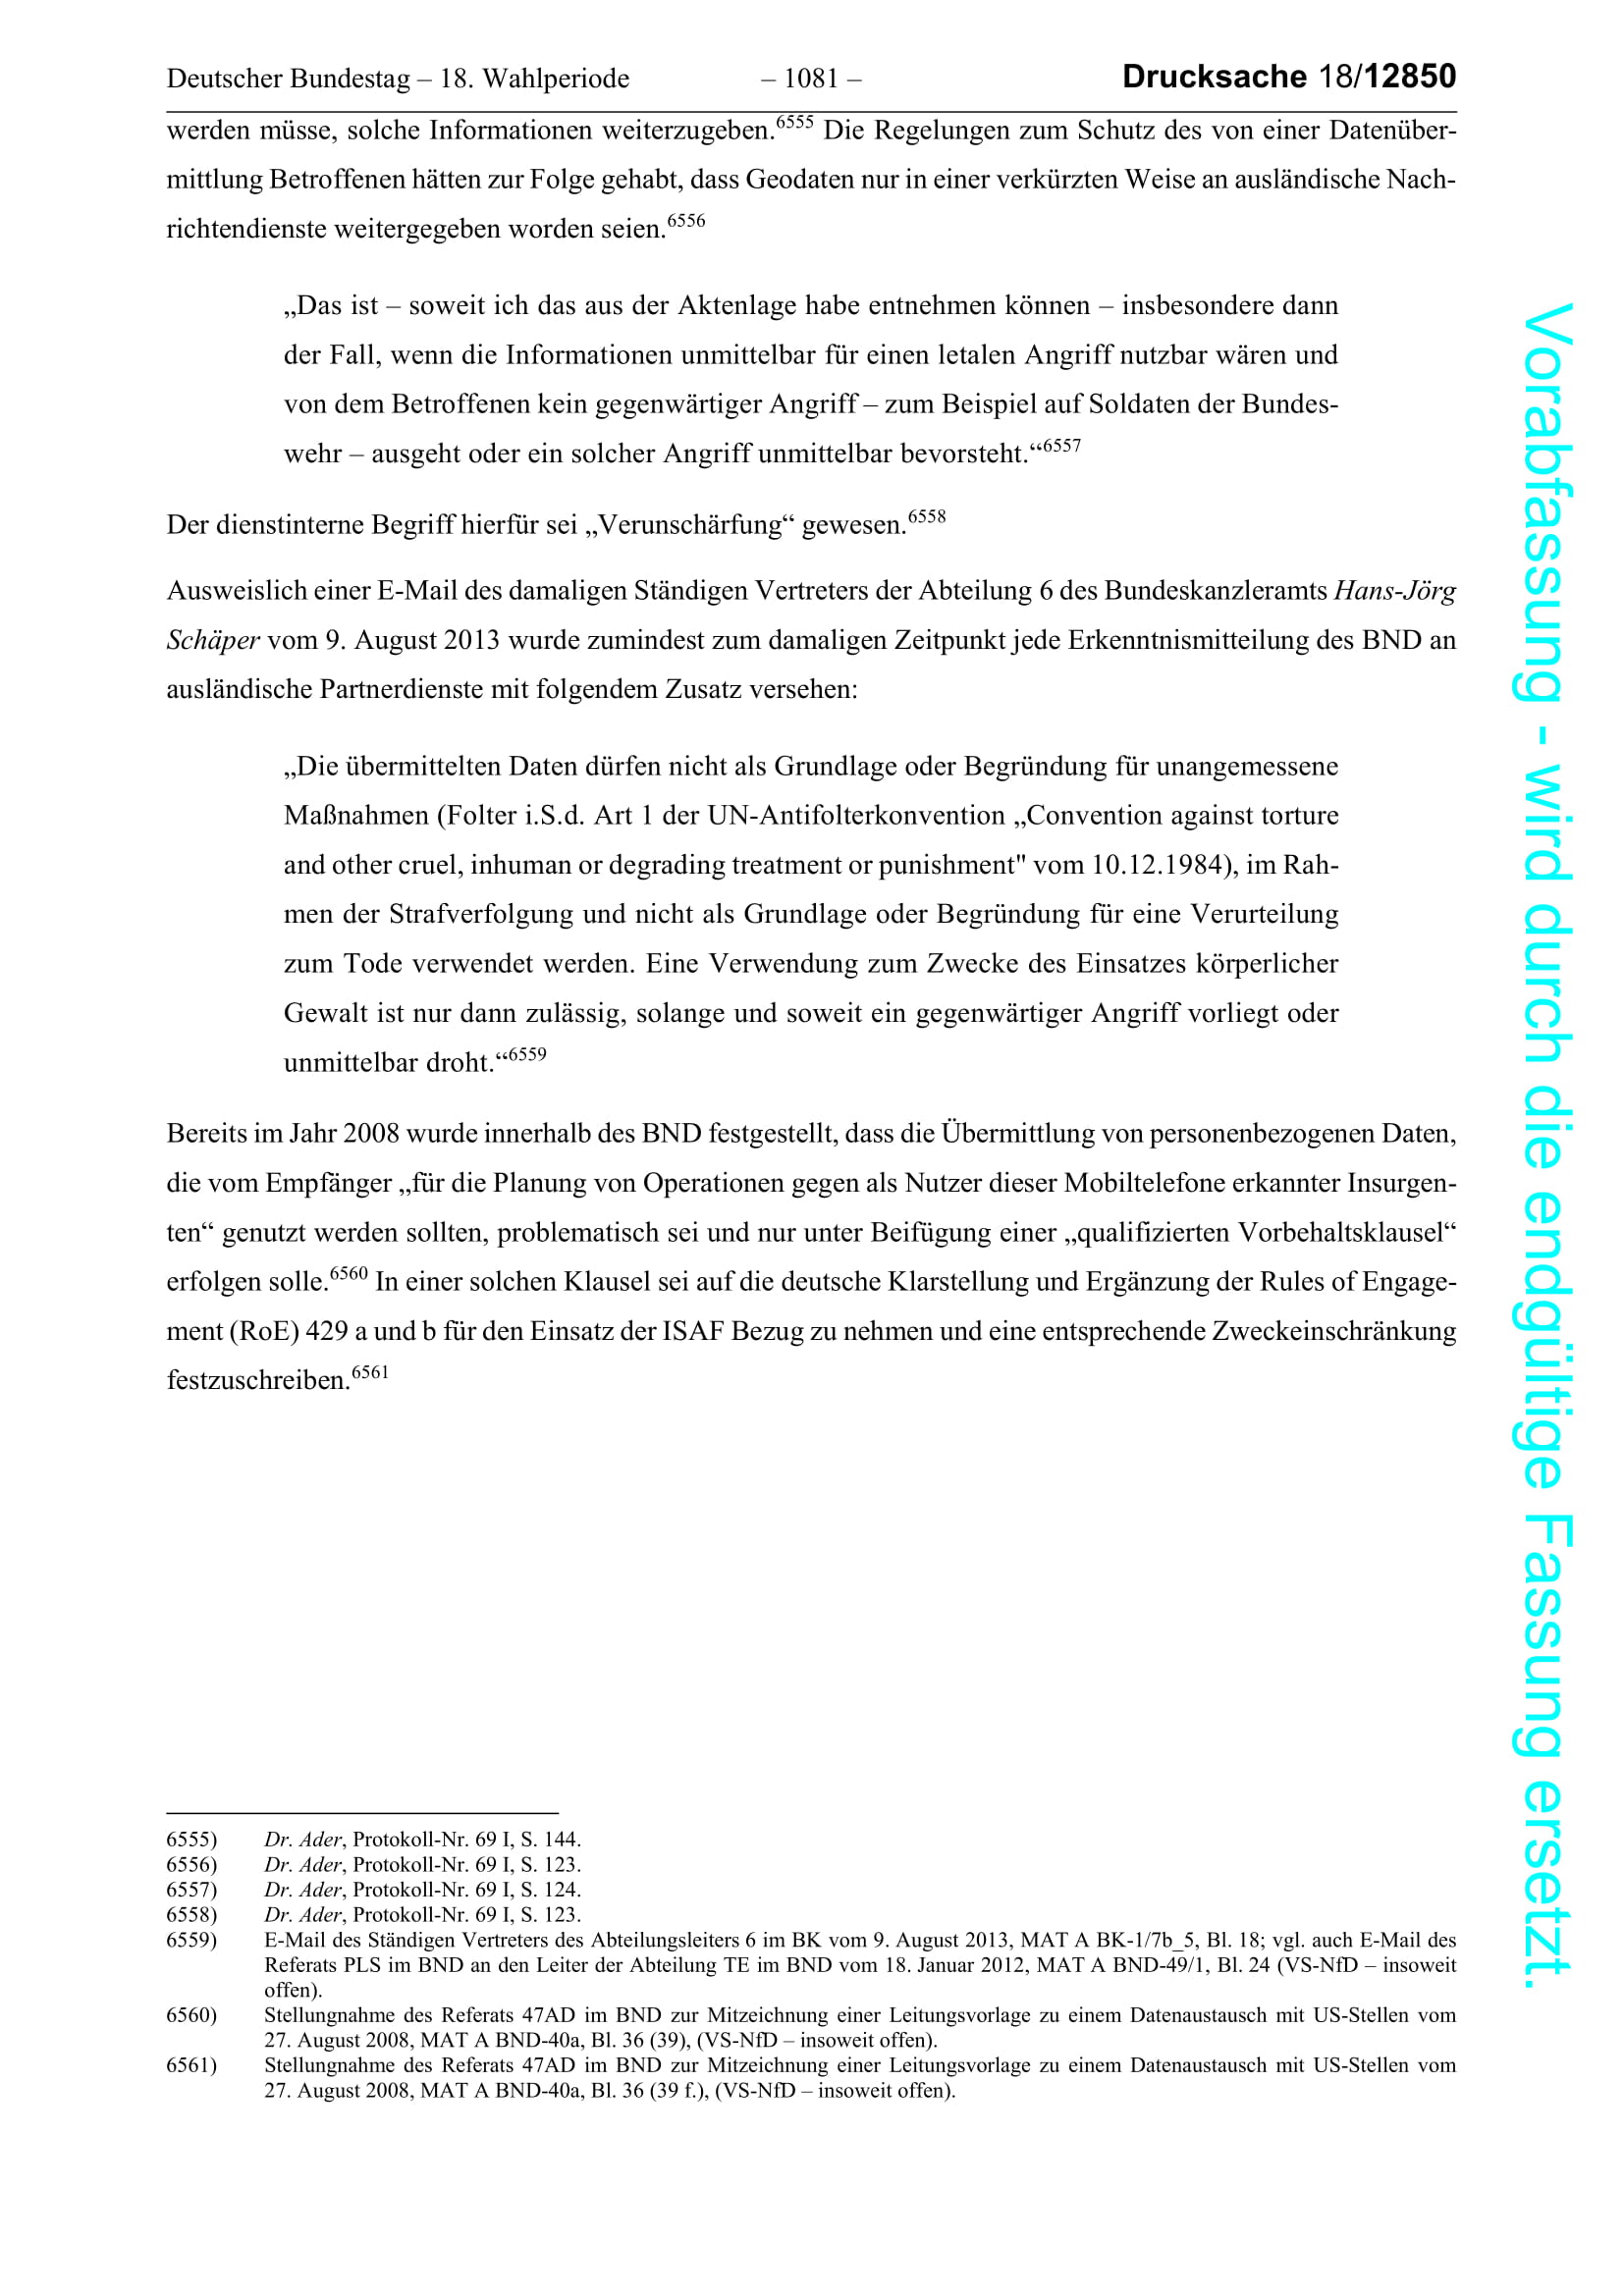 Deutscher Bundestag – 18. Wahlperiode – 1081 – Drucksache 18/12850
werden müsse, solche Informationen weiterzugeben.6555 Die Regelungen zum Schutz des von einer Datenüber-
mittlung Betroffenen hätten zur Folge gehabt, dass Geodaten nur in einer verkürzten Weise an ausländische Nach-
richtendienste weitergegeben worden seien.6556
„Das ist – soweit ich das aus der Aktenlage habe entnehmen können – insbesondere dann
der Fall, wenn die Informationen unmittelbar für einen letalen Angriff nutzbar wären und
von dem Betroffenen kein gegenwärtiger Angriff – zum Beispiel auf Soldaten der Bundes-
wehr – ausgeht oder ein solcher Angriff unmittelbar bevorsteht.“6557
Der dienstinterne Begriff hierfür sei „Verunschärfung“ gewesen.6558
Ausweislich einer E-Mail des damaligen Ständigen Vertreters der Abteilung 6 des Bundeskanzleramts Hans-Jörg
Schäper vom 9. August 2013 wurde zumindest zum damaligen Zeitpunkt jede Erkenntnismitteilung des BND an
ausländische Partnerdienste mit folgendem Zusatz versehen:
„Die übermittelten Daten dürfen nicht als Grundlage oder Begründung für unangemessene
Maßnahmen (Folter i.S.d. Art 1 der UN-Antifolterkonvention „Convention against torture
and other cruel, inhuman or degrading treatment or punishment" vom 10.12.1984), im Rah-
men der Strafverfolgung und nicht als Grundlage oder Begründung für eine Verurteilung
zum Tode verwendet werden. Eine Verwendung zum Zwecke des Einsatzes körperlicher
Gewalt ist nur dann zulässig, solange und soweit ein gegenwärtiger Angriff vorliegt oder
unmittelbar droht.“6559
Bereits im Jahr 2008 wurde innerhalb des BND festgestellt, dass die Übermittlung von personenbezogenen Daten,
die vom Empfänger „für die Planung von Operationen gegen als Nutzer dieser Mobiltelefone erkannter Insurgen-
ten“ genutzt werden sollten, problematisch sei und nur unter Beifügung einer „qualifizierten Vorbehaltsklausel“
erfolgen solle.6560 In einer solchen Klausel sei auf die deutsche Klarstellung und Ergänzung der Rules of Engage-
ment (RoE) 429 a und b für den Einsatz der ISAF Bezug zu nehmen und eine entsprechende Zweckeinschränkung
festzuschreiben.6561
6555) Dr. Ader, Protokoll-Nr. 69 I, S. 144.
6556) Dr. Ader, Protokoll-Nr. 69 I, S. 123.
6557) Dr. Ader, Protokoll-Nr. 69 I, S. 124.
6558) Dr. Ader, Protokoll-Nr. 69 I, S. 123.
6559) E-Mail des Ständigen Vertreters des Abteilungsleiters 6 im BK vom 9. August 2013, MAT A BK-1/7b_5, Bl. 18; vgl. auch E-Mail des
Referats PLS im BND an den Leiter der Abteilung TE im BND vom 18. Januar 2012, MAT A BND-49/1, Bl. 24 (VS-NfD – insoweit
offen).
6560) Stellungnahme des Referats 47AD im BND zur Mitzeichnung einer Leitungsvorlage zu einem Datenaustausch mit US-Stellen vom
27. August 2008, MAT A BND-40a, Bl. 36 (39), (VS-NfD – insoweit offen).
6561) Stellungnahme des Referats 47AD im BND zur Mitzeichnung einer Leitungsvorlage zu einem Datenaustausch mit US-Stellen vom
27. August 2008, MAT A BND-40a, Bl. 36 (39 f.), (VS-NfD – insoweit offen).
Vorabfassung - wird durch die endgültige Fassung ersetzt.